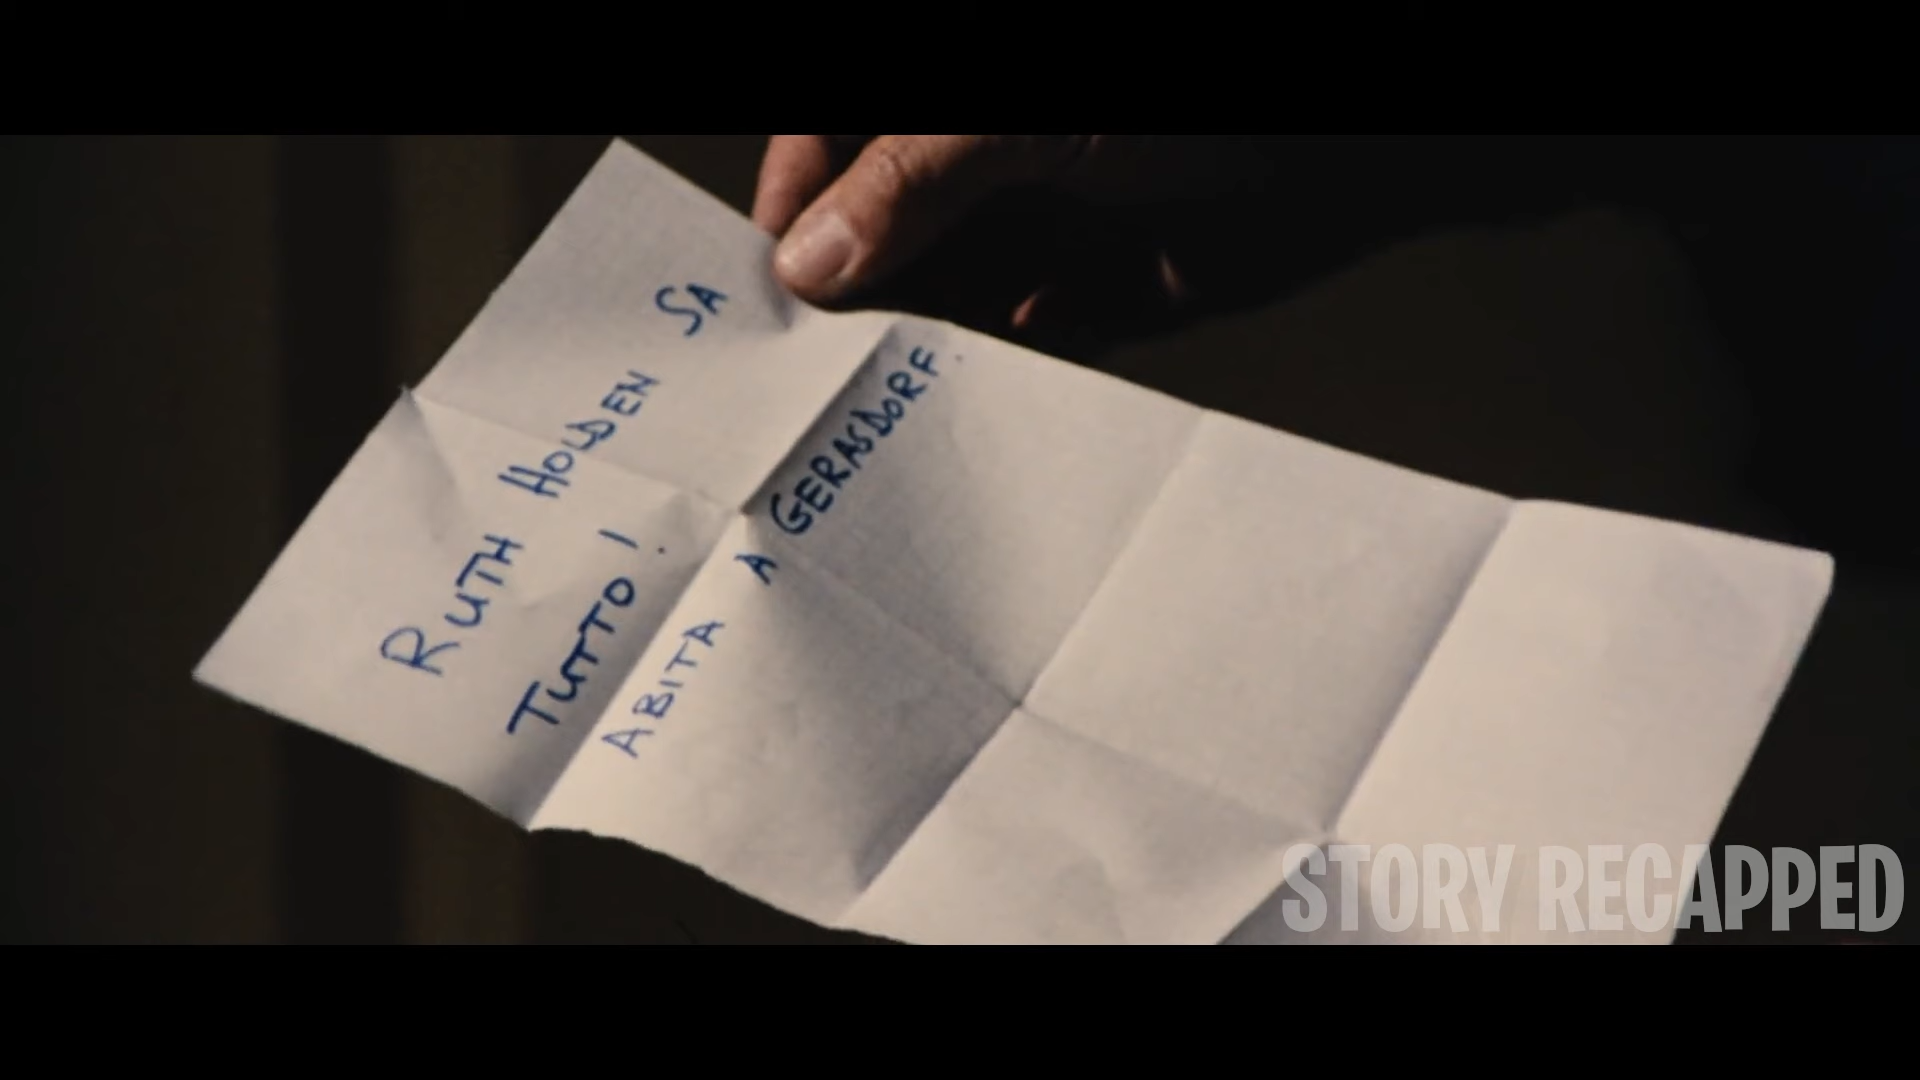 RUTH HOLDEN SA
TUTTO!
ABITA A GERASDORF.
STORY RECAPPED